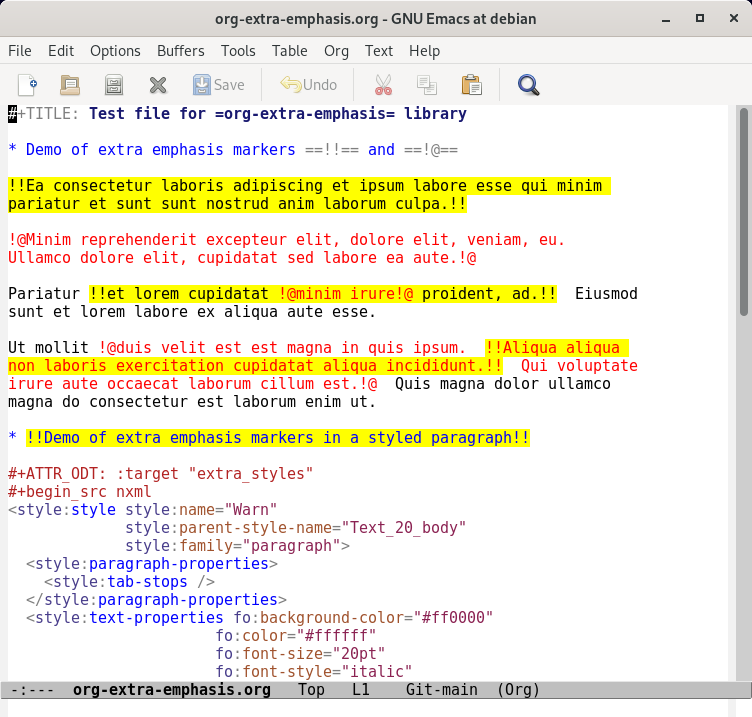 org-extra-emphasis.org - GNU Emacs at debian
File Edit Options Buffers Tools Table Org Text Help
Save Undo
#+TITLE: Test file for =org-extra-emphasis= library
* Demo of extra emphasis markers ==!!== and ==!@==
!!Ea consectetur laboris adipiscing et ipsum labore esse qui minim
pariatur et sunt sunt nostrud anim laborum culpa.!!
!@Minim reprehenderit excepteur elit, dolore elit, veniam, eu.
Ullamco dolore elit, cupidatat sed labore ea aute.!@
Pariatur !!et lorem cupidatat !@minim irure!@ proident, ad.!!  Eiusmod
sunt et lorem labore ex aliqua aute esse.
Ut mollit !@duis velit est est magna in quis ipsum.  !!Aliqua aliqua
non laboris exercitation cupidatat aliqua incididunt.!!  Qui voluptate
irure aute occaecat laborum cillum est.!@  Quis magna dolor ullamco
magna do consectetur est laborum enim ut.
* !!Demo of extra emphasis markers in a styled paragraph!!
#+ATTR_ODT: :target "extra_styles"
#+begin_src nxml
<style:style style:name="Warn"
             style:parent-style-name="Text_20_body"
             style:family="paragraph">
  <style:paragraph-properties>
    <style:tab-stops />
  </style:paragraph-properties>
  <style:text-properties fo:background-color="#ff0000"
                       fo:color="#ffffff"
                       fo:font-size="20pt"
                       fo:font-style="italic"
-:---  org-extra-emphasis.org   Top   L1    Git-main  (Org)